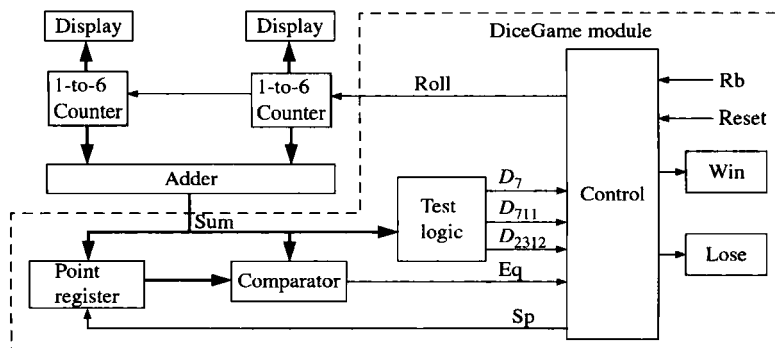 Display
Display
DiceGame module
1-to-6
Counter
1-to-6
Counter
Roll
Rb
Reset
Adder
Win
D7
Test
logic
Control
D711
Sum
D2312
Lose
Point
register
Comparator
Eq
Sp